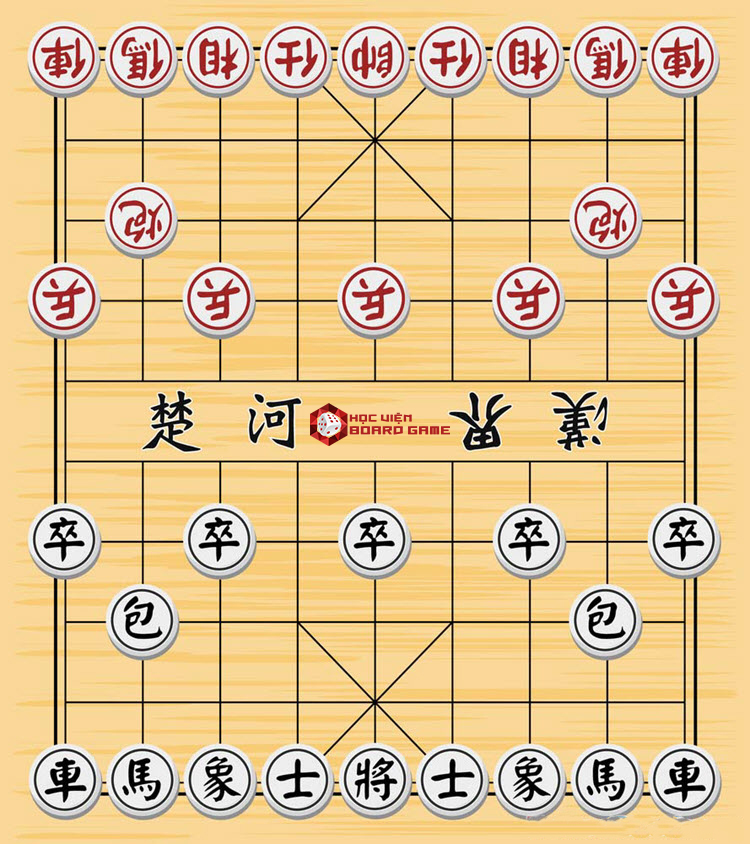 俥 傌 相 仕 帥 仕 相 傌 俥
炮 炮
兵 兵 兵 兵 兵
楚 河 HỌC VIỆN BOARD GAME 界 漢
卒 卒 卒 卒 卒
包 包
車 馬 象 士 將 士 象 馬 車